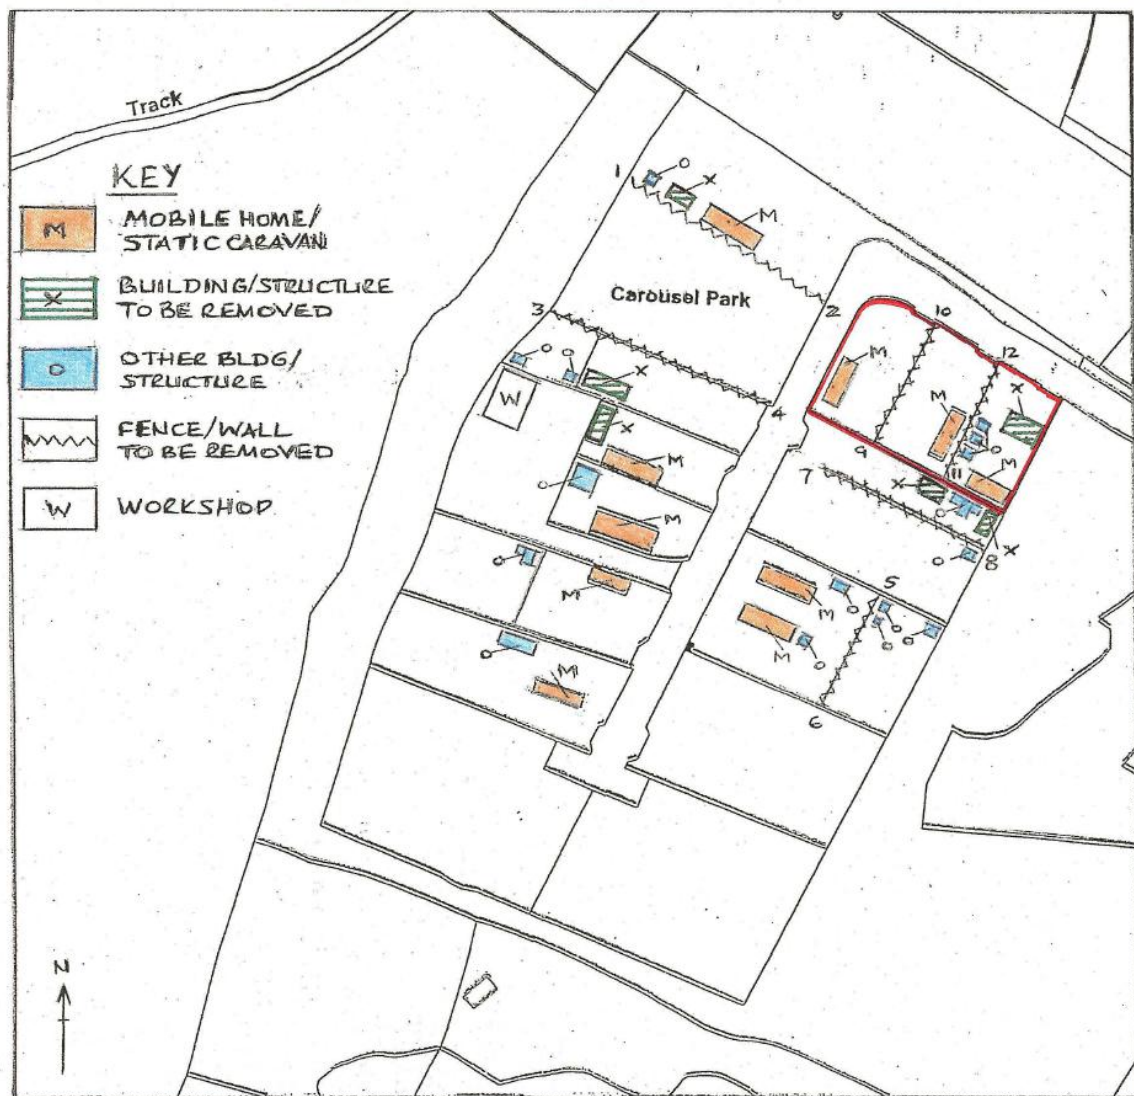 Track
KEY
M MOBILE HOME/
STATIC CARAVAN
X BUILDING/STRUCTURE
TO BE REMOVED
O OTHER BLDG/
STRUCTURE
FENCE/WALL
TO BE REMOVED
W WORKSHOP
N
1
O
X
M
Carousel Park
2
3
4
O
O
X
W
X
M
O
M
O
M
O
M
10
12
M
M
X
O
M
9
11
7
X
O
X
8
O
M
O
5
O
O
O
M
O
6